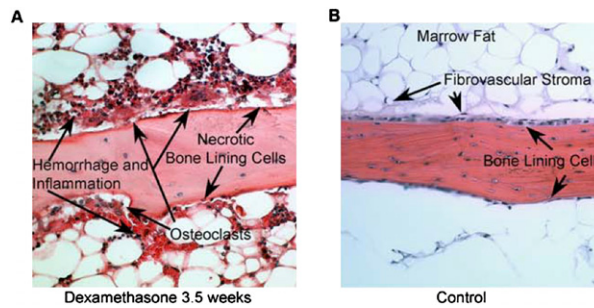 A
Necrotic
Bone Lining Cells
Hemorrhage and
Inflammation
Osteoclasts
Dexamethasone 3.5 weeks
B
Marrow Fat
Fibrovascular Stroma
Bone Lining Cell
Control